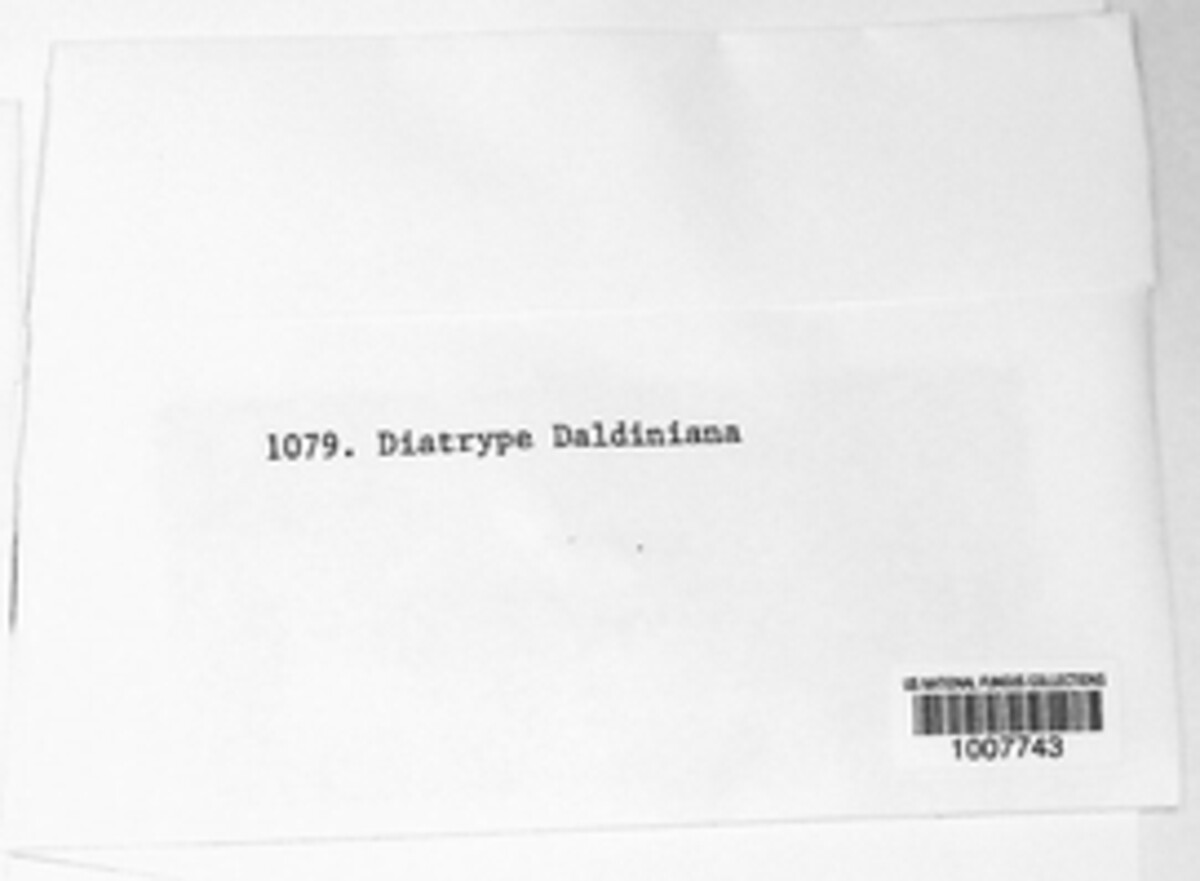 1079. Diatrype Daldiniana
US NATIONAL FUNGUS COLLECTIONS
1007743